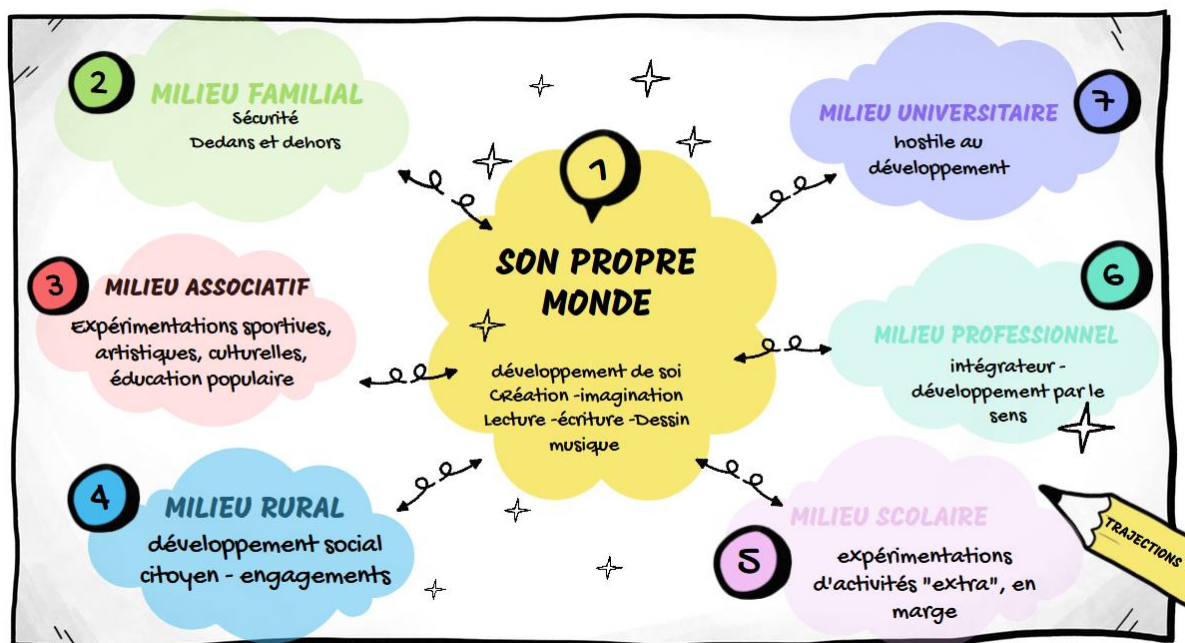 1
SON PROPRE
MONDE
développement de soi
Création -imagination
Lecture -écriture -Dessin
musique
2
MILIEU FAMILIAL
Sécurité
Dedans et dehors
3
MILIEU ASSOCIATIF
Expérimentations sportives,
artistiques, culturelles,
éducation populaire
4
MILIEU RURAL
développement social
citoyen - engagements
5
MILIEU SCOLAIRE
expérimentations
d'activités "extra", en
marge
6
MILIEU PROFESSIONNEL
intégrateur -
développement par le
sens
7
MILIEU UNIVERSITAIRE
hostile au
développement
TRAJECTIONS